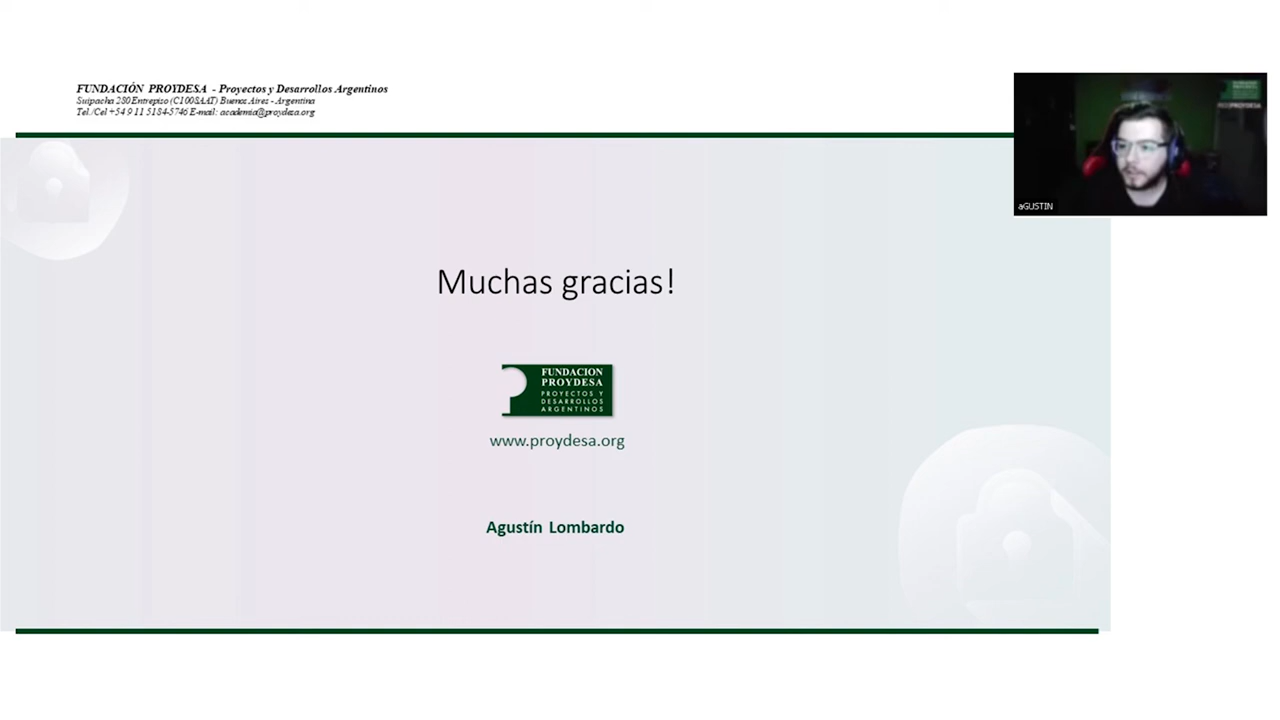 FUNDACIÓN PROYDESA - Proyectos y Desarrollos Argentinos
Suipacha 280 Entrepiso (C1008AAT) Buenos Aires - Argentina
Tel./Cel +54 9 11 5184-5746 E-mail: academia@proydesa.org
aGUSTIN
Muchas gracias!
FUNDACION
PROYDESA
PROYECTOS Y
DESARROLLOS
ARGENTINOS
www.proydesa.org
Agustín Lombardo